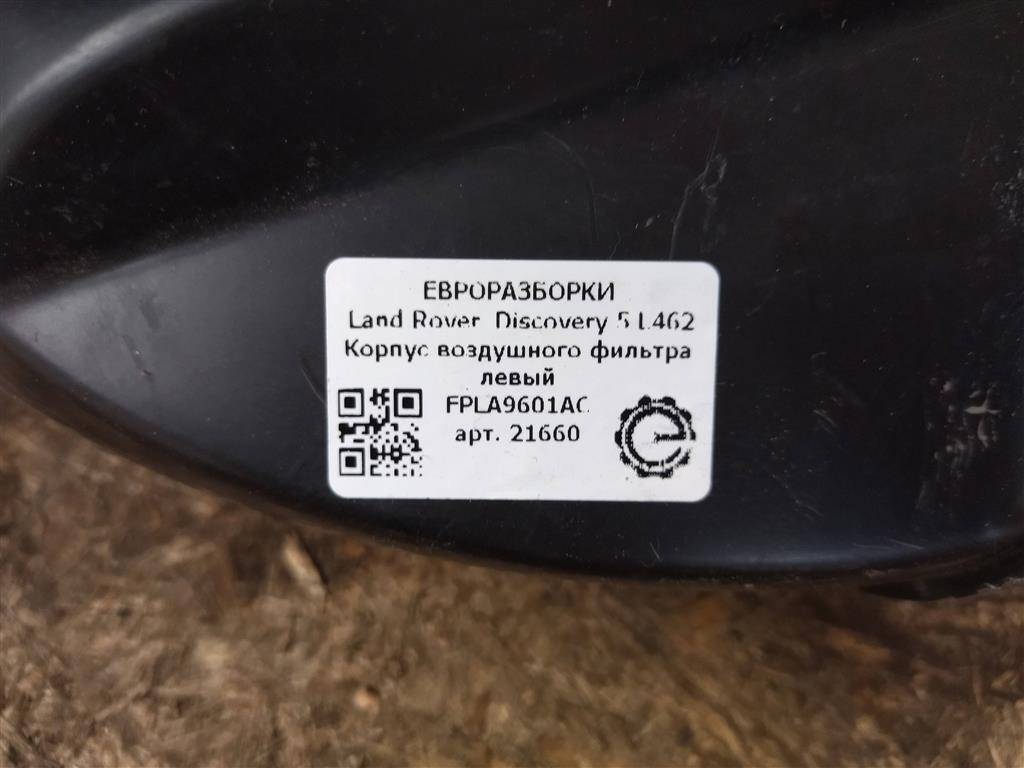 ЕВРОРАЗБОРКИ
Land Rover Discovery 5 L462
Корпус воздушного фильтра
левый
FPLA9601AC
арт. 21660